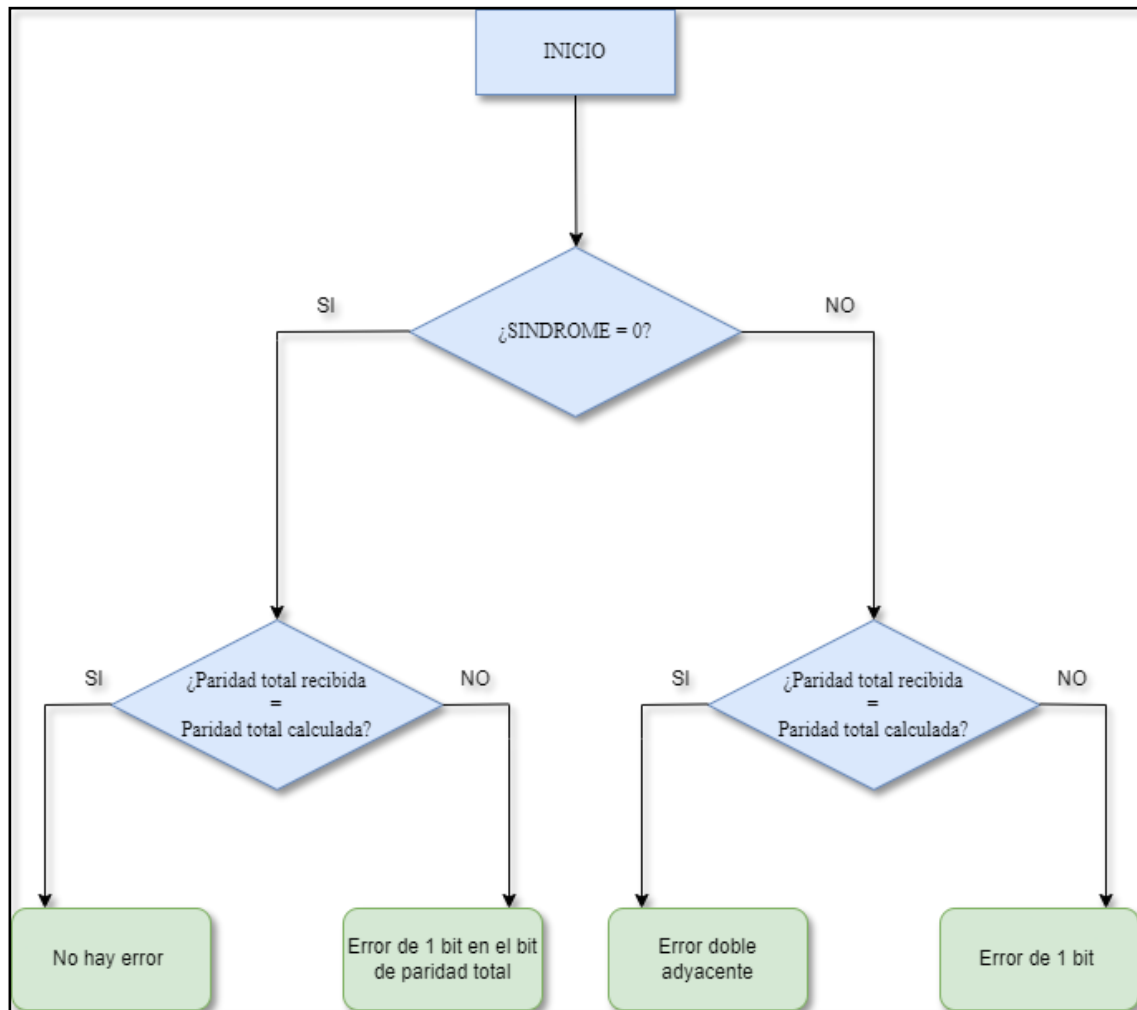 INICIO
¿SINDROME = 0?
SI
NO
¿Paridad total recibida
=
Paridad total calculada?
SI
NO
¿Paridad total recibida
=
Paridad total calculada?
SI
NO
No hay error
Error de 1 bit en el bit
de paridad total
Error doble
adyacente
Error de 1 bit